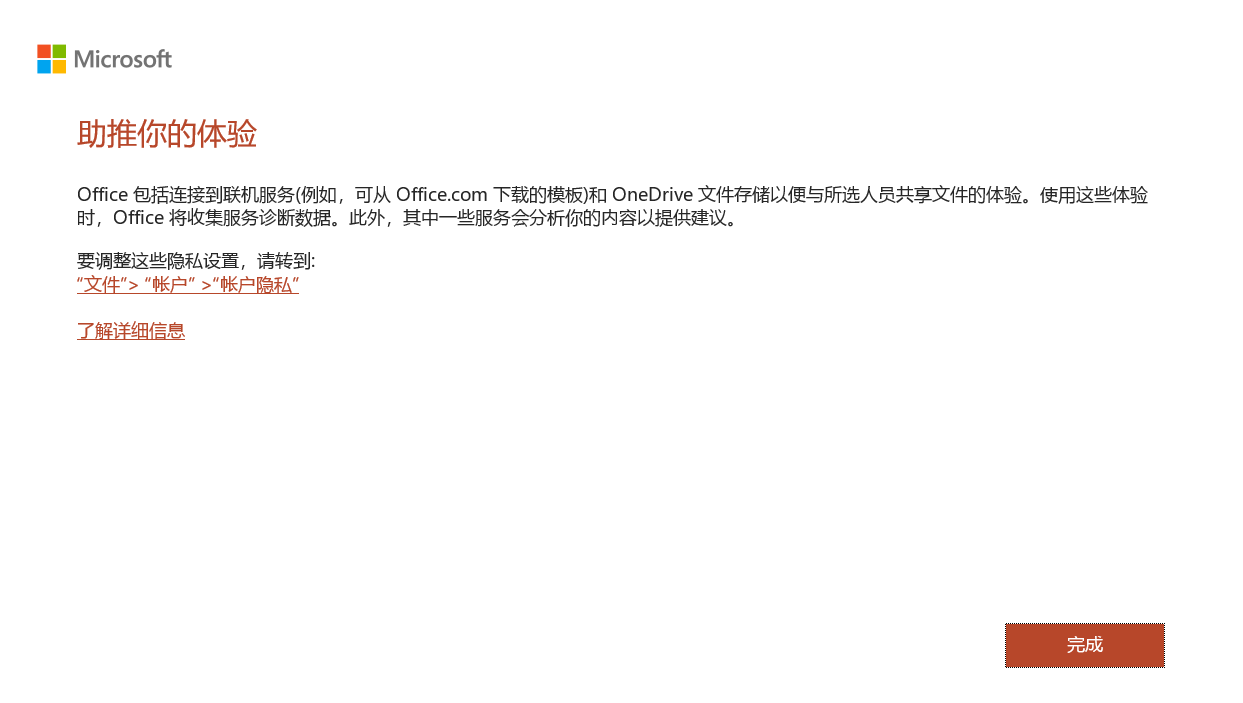 Microsoft
助推你的体验
Office 包括连接到联机服务(例如，可从 Office.com 下载的模板)和 OneDrive 文件存储以便与所选人员共享文件的体验。使用这些体验
时，Office 将收集服务诊断数据。此外，其中一些服务会分析你的内容以提供建议。
要调整这些隐私设置，请转到:
“文件”> “帐户” >“帐户隐私”
了解详细信息
完成